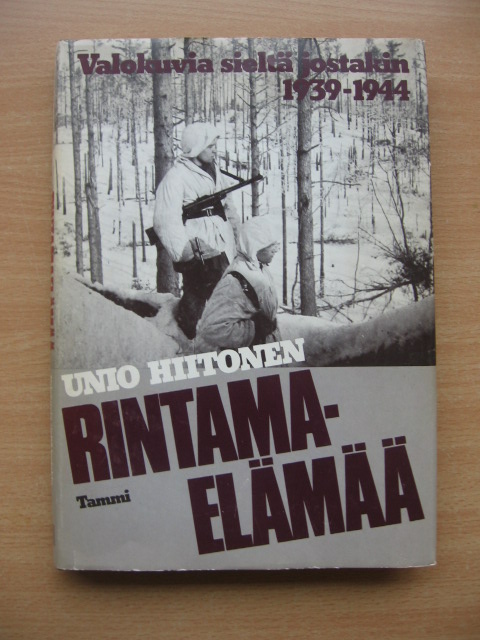 Valokuvia sieltä jostakin
1939-1944
UNIO HIITONEN
RINTAMA-
ELÄMÄÄ
Tammi